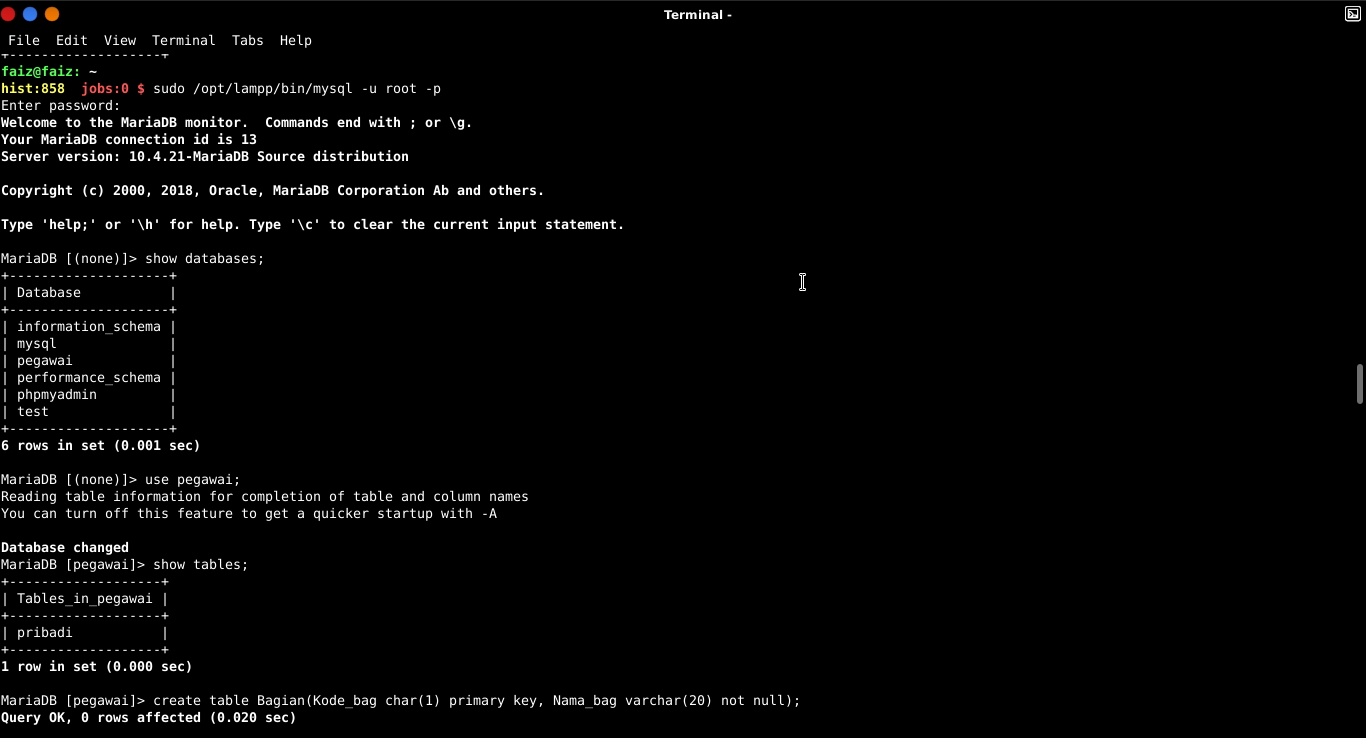 Terminal -
File Edit View Terminal Tabs Help
+-------------------+
faiz@faiz: ~
hist:858  jobs:0 $ sudo /opt/lampp/bin/mysql -u root -p
Enter password:
Welcome to the MariaDB monitor.  Commands end with ; or \g.
Your MariaDB connection id is 13
Server version: 10.4.21-MariaDB Source distribution

Copyright (c) 2000, 2018, Oracle, MariaDB Corporation Ab and others.

Type 'help;' or '\h' for help. Type '\c' to clear the current input statement.

MariaDB [(none)]> show databases;
+--------------------+
| Database           |
+--------------------+
| information_schema |
| mysql              |
| pegawai            |
| performance_schema |
| phpmyadmin         |
| test               |
+--------------------+
6 rows in set (0.001 sec)

MariaDB [(none)]> use pegawai;
Reading table information for completion of table and column names
You can turn off this feature to get a quicker startup with -A

Database changed
MariaDB [pegawai]> show tables;
+-------------------+
| Tables_in_pegawai |
+-------------------+
| pribadi           |
+-------------------+
1 row in set (0.000 sec)

MariaDB [pegawai]> create table Bagian(Kode_bag char(1) primary key, Nama_bag varchar(20) not null);
Query OK, 0 rows affected (0.020 sec)